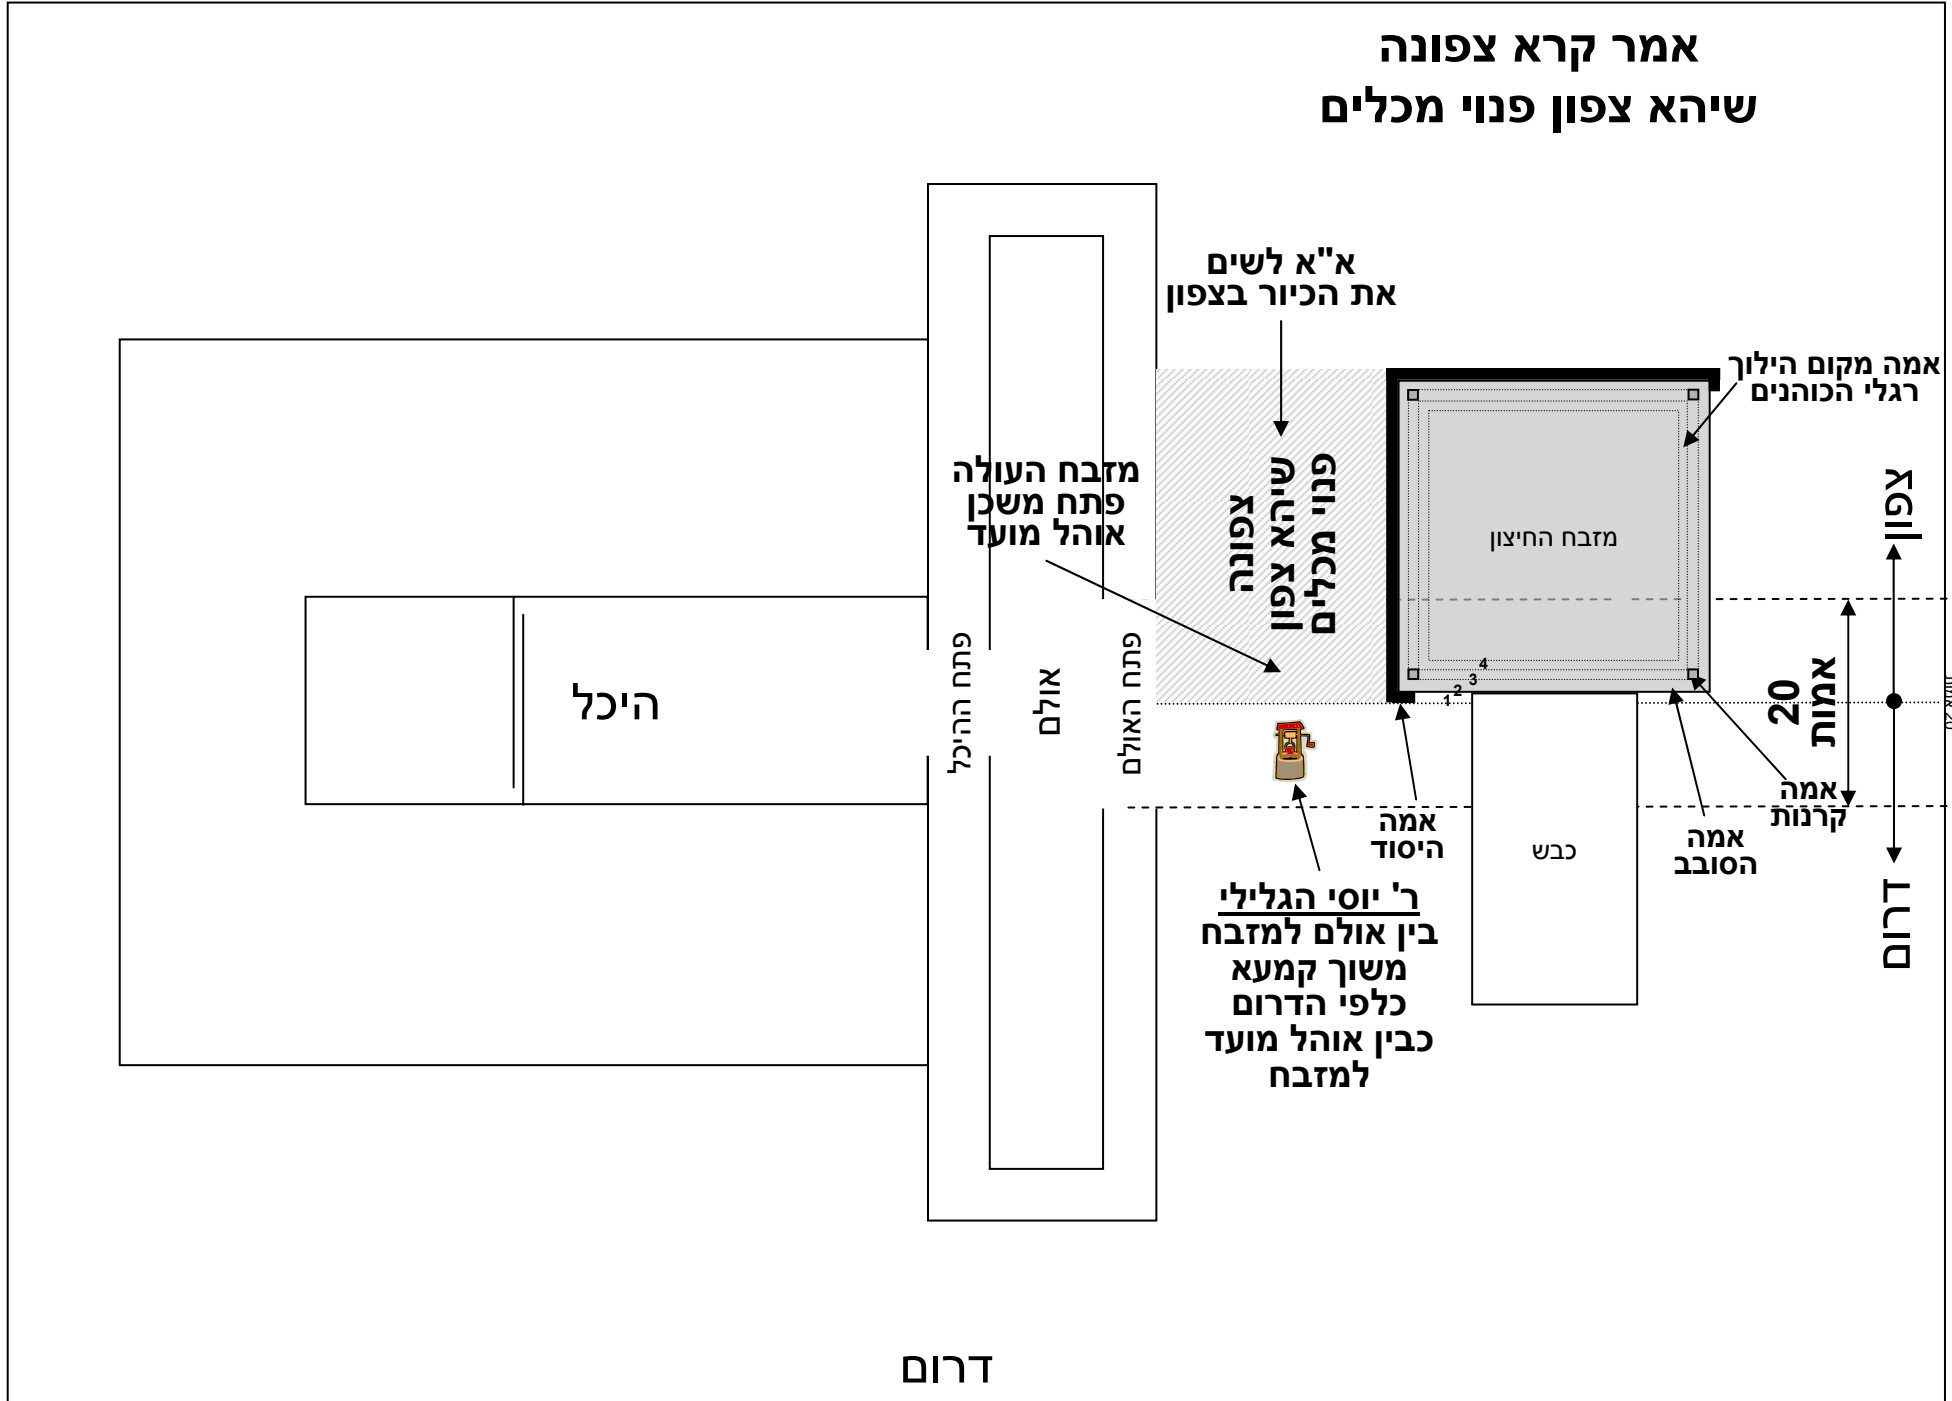 אמר קרא צפונה
שיהא צפון פנוי מכלים
א"א לשים
את הכיור בצפון
אמה מקום הילוך
רגלי הכוהנים
מזבח העולה
פתח משכן
אוהל מועד
צפונה
שיהא צפון
פנוי מכלים
מזבח החיצון
צפון
היכל
פתח ההיכל
אולם
פתח האולם
4
3
2
1
20
אמות
אמה
קרנות
אמה
היסוד
אמה
הסובב
כבש
ר' יוסי הגלילי
בין אולם למזבח
משוך קמעא
כלפי הדרום
כבין אוהל מועד
למזבח
דרום
דרום